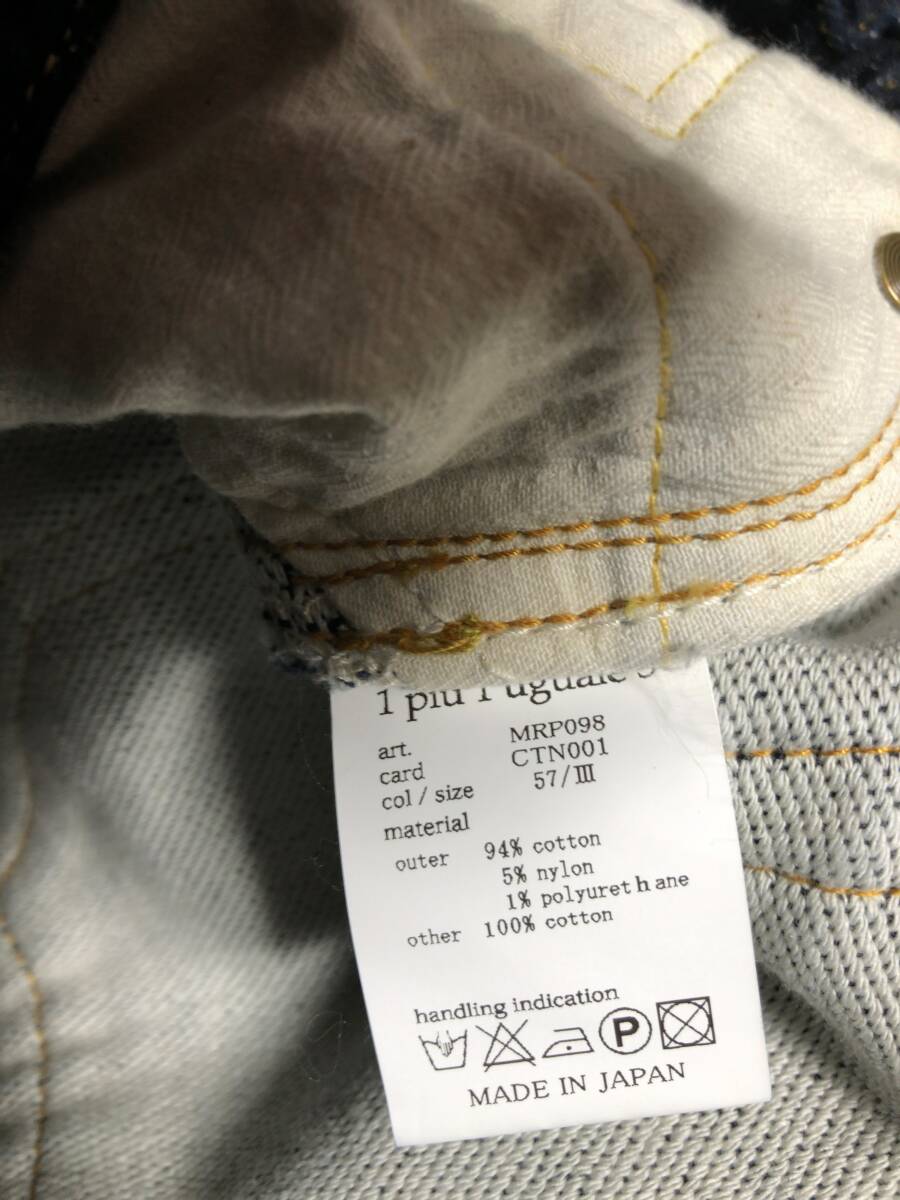 1 piu 1 uguale 3
art. MRP098
card CTN001
col / size 57/Ⅲ
material
outer 94% cotton
5% nylon
1% polyurethane
other 100% cotton
handling indication
P
MADE IN JAPAN